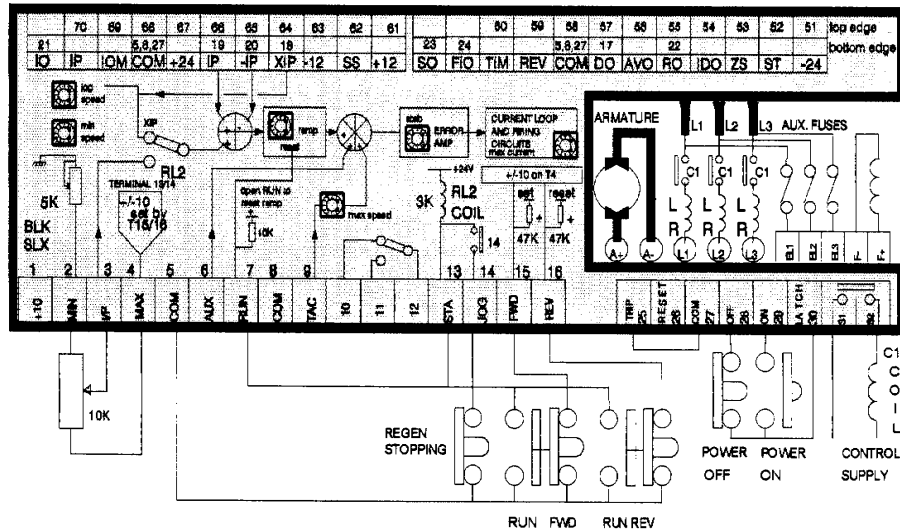 70 69 68 67 66 65 64 63 62 61 60 59 58 57 56 55 54 53 52 51 top edge
21 5,8,27 19 20 18 23 24 5,8,27 17 22 bottom edge
IO IP IOM COM +24 IP -IP XIP -12 SS +12 SO FIO TIM REV COM DO AVO RO IDO ZS ST -24
speed
min
speed
XIP
RL2
TERMINAL 13/14
+/-10
set by
T15/16
5K
BLK
SLX
ramp
reset
open RUN to
reset ramp
10K
max speed
stab
ERROR
AMP
CURRENT LOOP
AND FIRING
CIRCUITS
max current
+24V
RL2
COIL
3K
14
+/-10 on T4
set
reset
47K
47K
ARMATURE
L1 L2 L3 AUX. FUSES
C1 C1 C1
L L L
R R R
A+ A- L1 L2 L3 EL1 EL2 EL3 F- F+
1 2 3 4 5 6 7 8 9 13 14 15 16
+10 MIN I/P MAX COM AUX RUN COM TAC 10 11 12 STA JOG FWD REV
TRIP 25
RESET 26
COM 27
OFF 28
ON 29
LATCH 30
10K
REGEN
STOPPING
RUN FWD RUN REV
POWER
OFF
POWER
ON
C1
COIL
CONTROL
SUPPLY